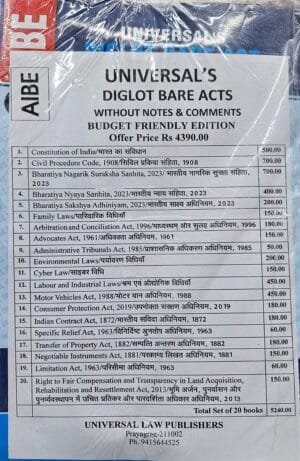 AIBE
UNIVERSAL'S
AIBE
UNIVERSAL'S
DIGLOT BARE ACTS
WITHOUT NOTES & COMMENTS
BUDGET FRIENDLY EDITION
Offer Price Rs 4390.00
1. Constitution of India/भारत का संविधान 500.00
2. Civil Procedure Code, 1908/सिविल प्रक्रिया संहिता, 1908 700.00
3. Bharatiya Nagarik Suraksha Sanhita, 2023/ भारतीय नागरिक सुरक्षा संहिता, 700.00
2023
4. Bharatiya Nyaya Sanhita, 2023/भारतीय न्याय संहिता, 2023 400.00
5. Bharatiya Sakshya Adhiniyam, 2023/भारतीय साक्ष्य अधिनियम, 2023 200.00
6. Family Laws/पारिवारिक विधियाँ 150.00
7. Arbitration and Conciliation Act, 1996/माध्यस्थम् और सुलह अधिनियम, 1996 180.00
8. Advocates Act, 1961/अधिवक्ता अधिनियम, 1961 150.00
9. Administrative Tribunals Act, 1985/प्रशासनिक अधिकरण अधिनियम, 1985 50.00
10. Environmental Laws/पर्यावरण विधियाँ 200.00
11. Cyber Law/साइबर विधि 150.00
12. Labour and Industrial Laws/श्रम एवं औद्योगिक विधियाँ 450.00
13. Motor Vehicles Act, 1988/मोटर यान अधिनियम, 1988 450.00
14. Consumer Protection Act, 2019/उपभोक्ता संरक्षण अधिनियम, 2019 180.00
15. Indian Contract Act, 1872/भारतीय संविदा अधिनियम, 1872 180.00
16. Specific Relief Act, 1963/विनिर्दिष्ट अनुतोष अधिनियम, 1963 60.00
17. Transfer of Property Act, 1882/सम्पत्ति अन्तरण अधिनियम, 1882 180.00
18. Negotiable Instruments Act, 1881/परक्राम्य लिखत अधिनियम, 1881 150.00
19. Limitation Act, 1963/परिसीमा अधिनियम, 1963 60.00
20. Right to Fair Compensation and Transparency in Land Acquisition, 150.00
Rehabilitation and Resettlement Act, 2013/भूमि अर्जन, पुनर्वासन और
पुनर्व्यवस्थापन में उचित प्रतिकर और पारदर्शिता अधिकार अधिनियम, 2013
Total Set of 20 books 5240.00
UNIVERSAL LAW PUBLISHERS
Prayagraj-211002
Ph. 9415644525